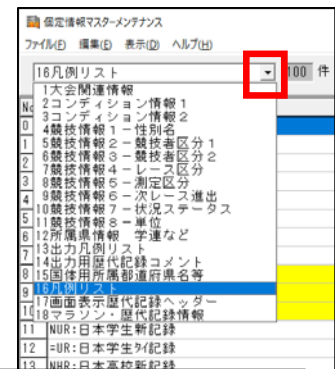 固定情報マスターメンテナンス
ファイル(F) 編集(E) 表示(D) ヘルプ(H)
16凡例リスト 100 件
1大会関連情報
2コンディション情報1
3コンディション情報2
4競技情報1－性別名
5競技情報2－競技者区分1
6競技情報3－競技者区分2
7競技情報4－レース区分
8競技情報5－測定区分
9競技情報6－次レース進出
10競技情報7－状況ステータス
11競技情報8－単位
12所属県情報 学連など
13出力凡例リスト
14出力用歴代記録コメント
15国体用所属都道府県名等
16凡例リスト
17画面表示歴代記録ヘッダー
18マラソン・歴代記録情報
11 NUR:日本学生新記録
12 =UR:日本学生タイ記録
13 NHR:日本高校新記録